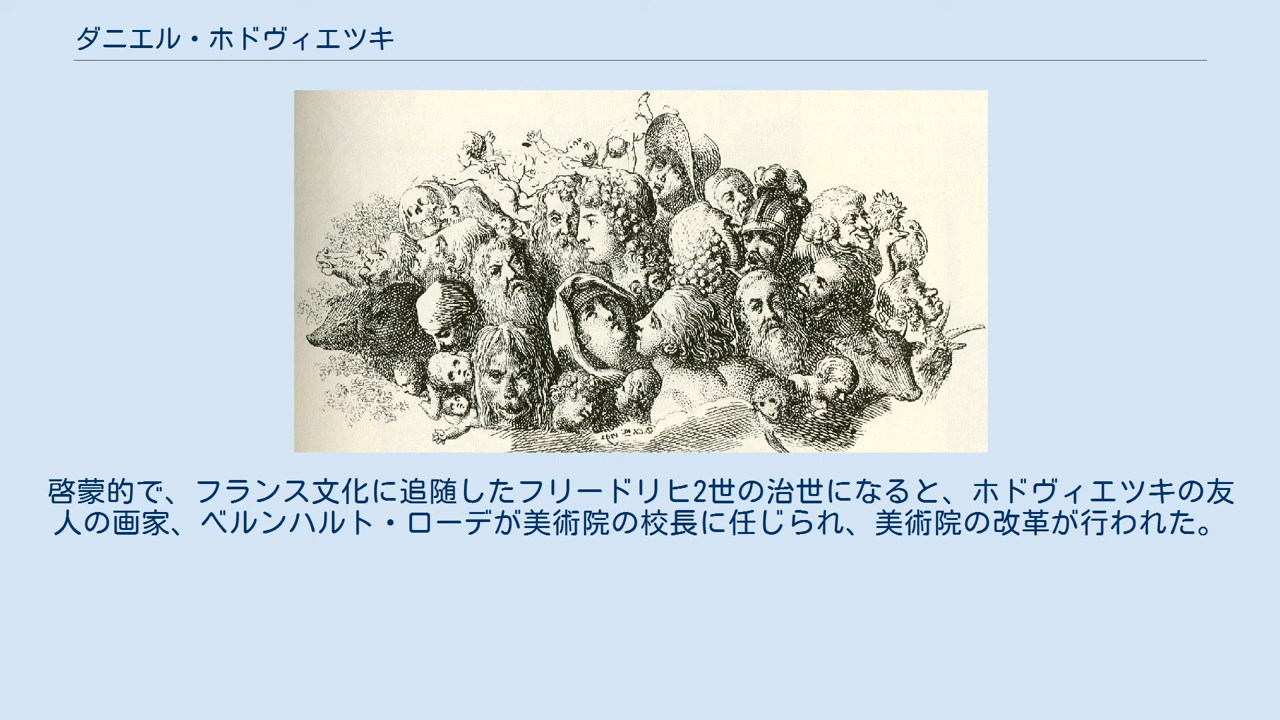 ダニエル・ホドヴィエツキ
啓蒙的で、フランス文化に追随したフリードリヒ2世の治世になると、ホドヴィエツキの友
人の画家、ベルンハルト・ローデが美術院の校長に任じられ、美術院の改革が行われた。